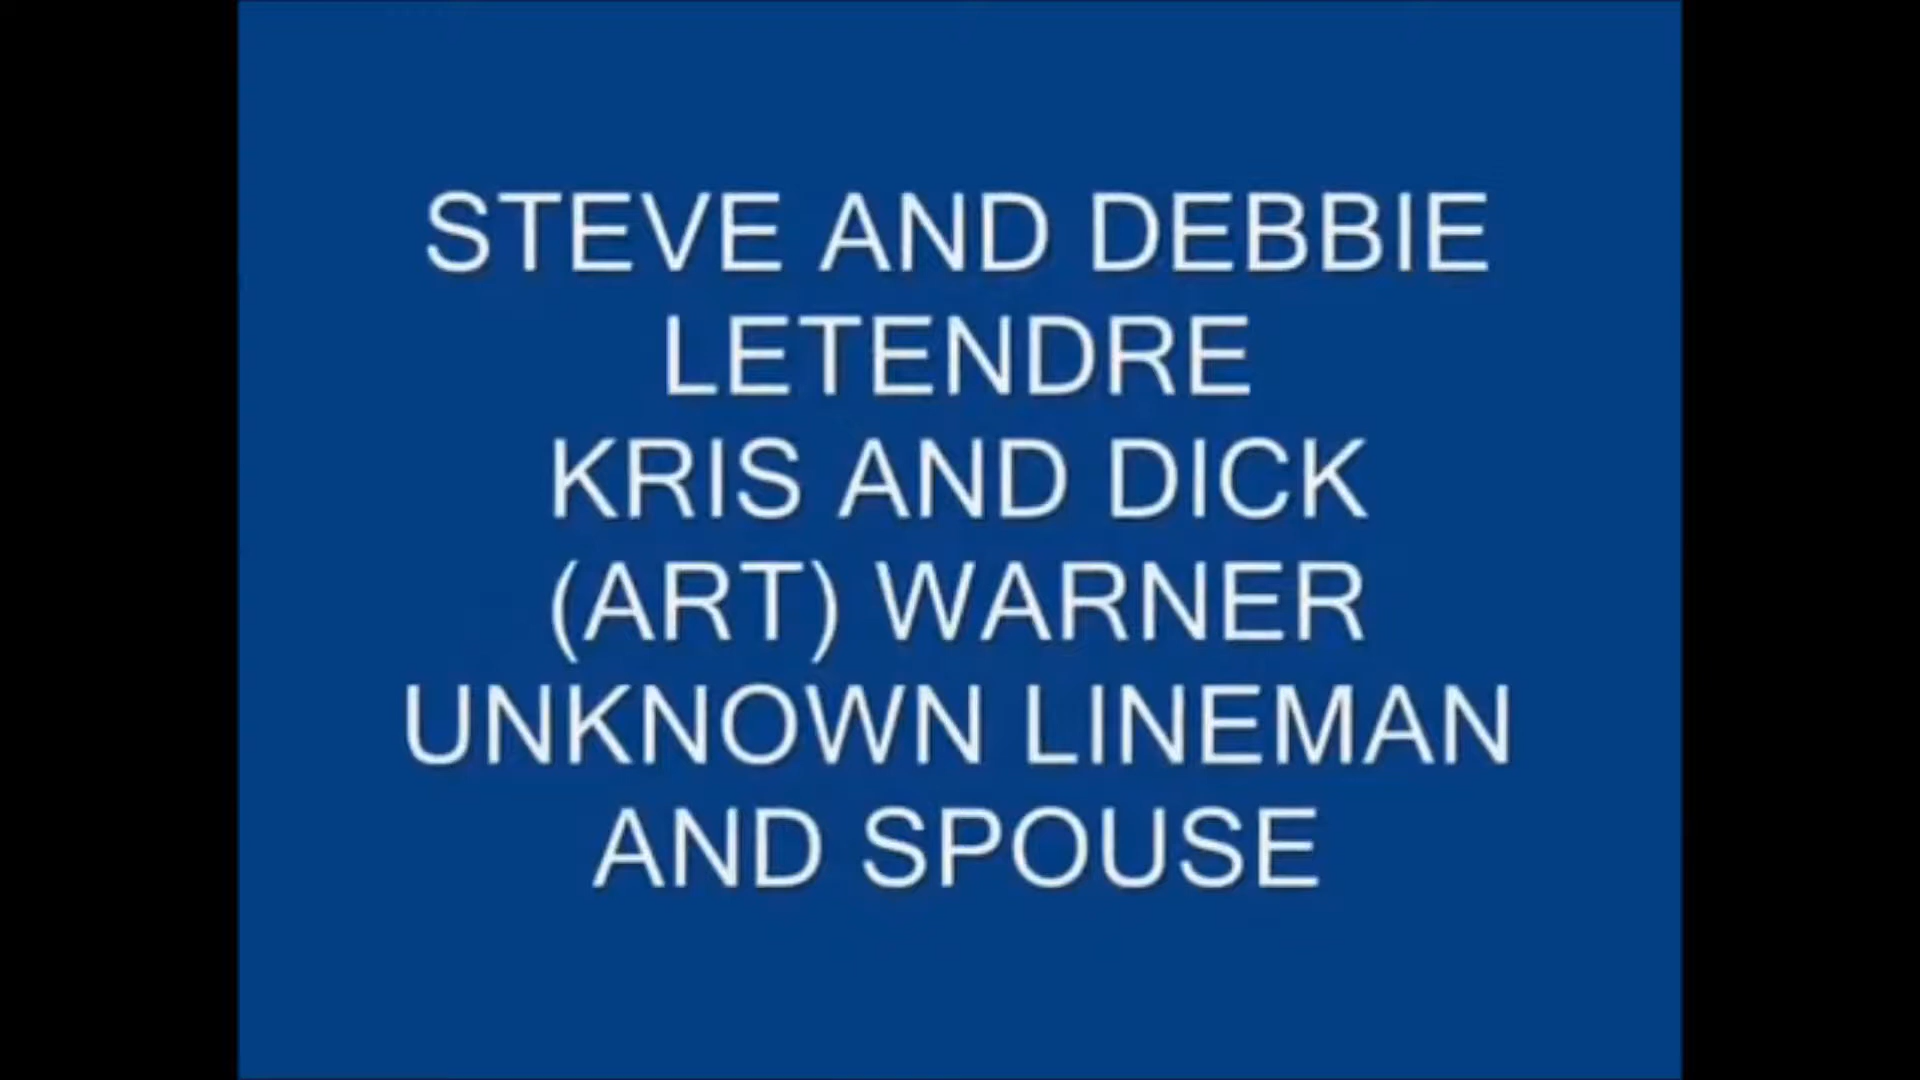 STEVE AND DEBBIE
LETENDRE
KRIS AND DICK
(ART) WARNER
UNKNOWN LINEMAN
AND SPOUSE